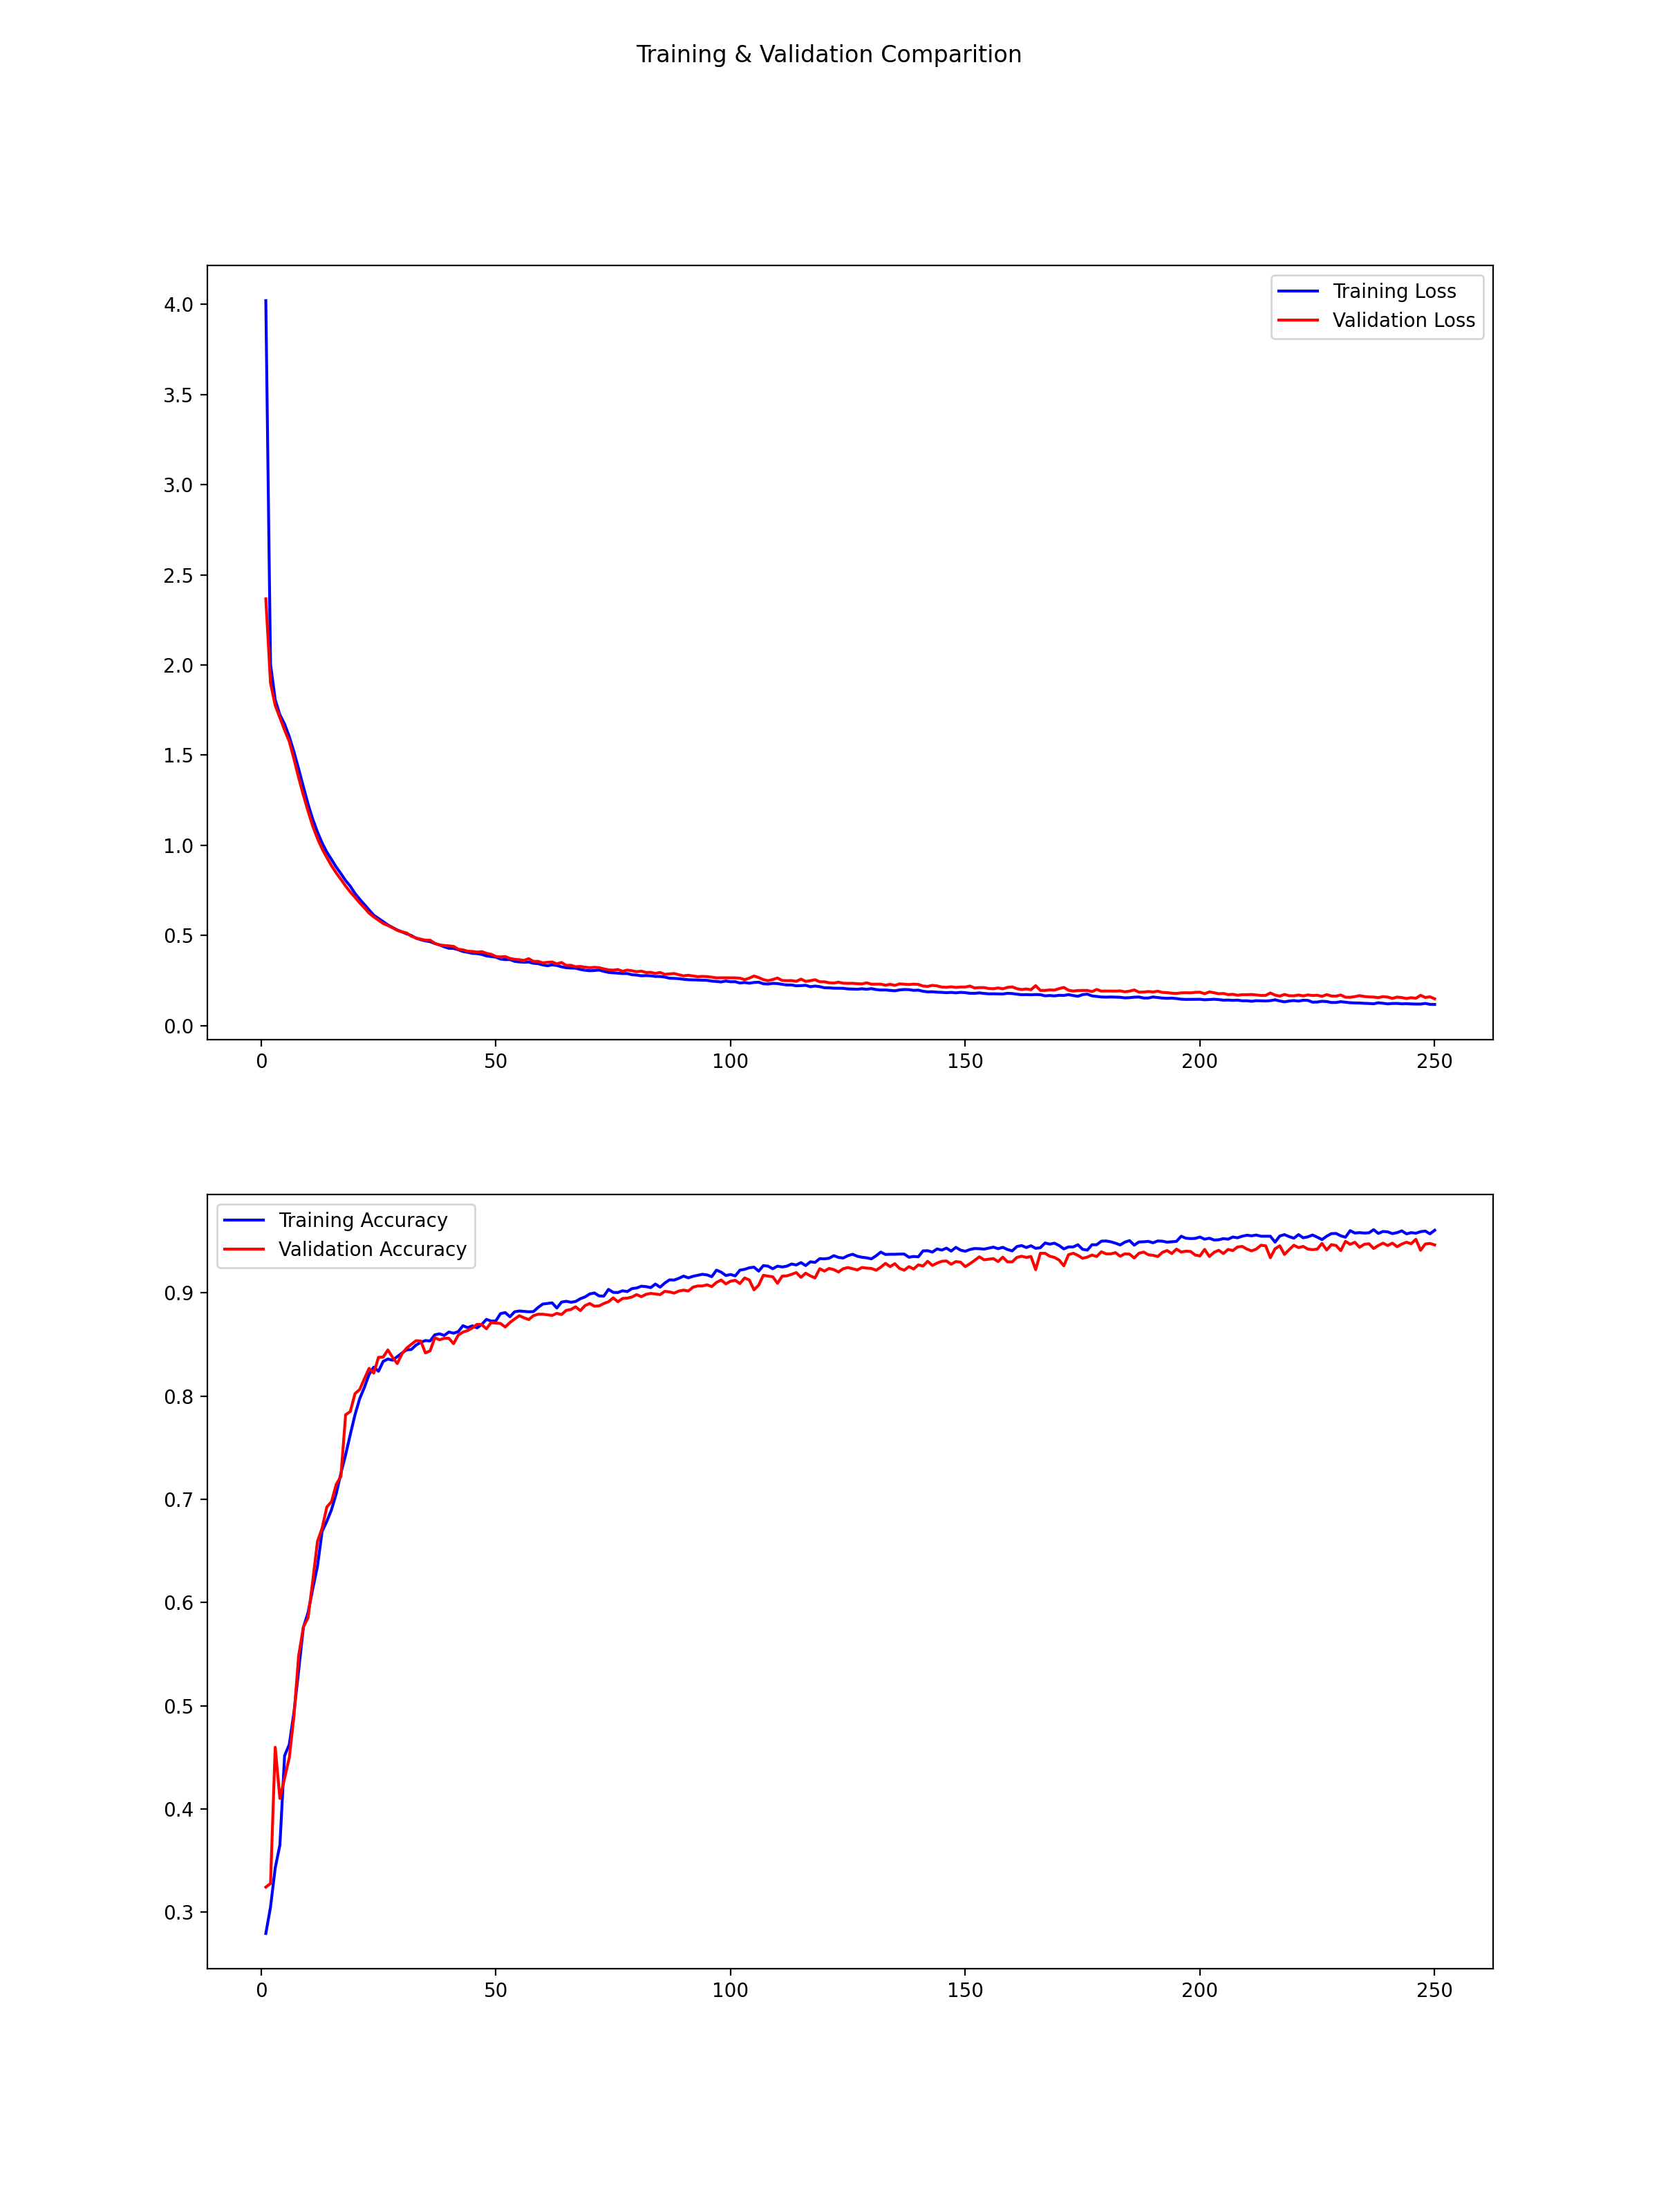 Training & Validation Comparition
4.0
3.5
3.0
2.5
2.0
1.5
1.0
0.5
0.0
Training Loss
Validation Loss
0 50 100 150 200 250
Training Accuracy
Validation Accuracy
0.9
0.8
0.7
0.6
0.5
0.4
0.3
0 50 100 150 200 250